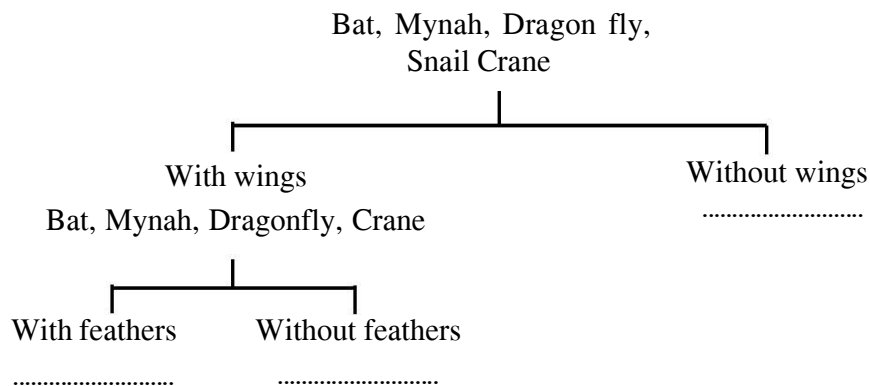 Bat, Mynah, Dragon fly,
Snail Crane
With wings
Without wings
Bat, Mynah, Dragonfly, Crane
...........................
With feathers
Without feathers
...........................
...........................